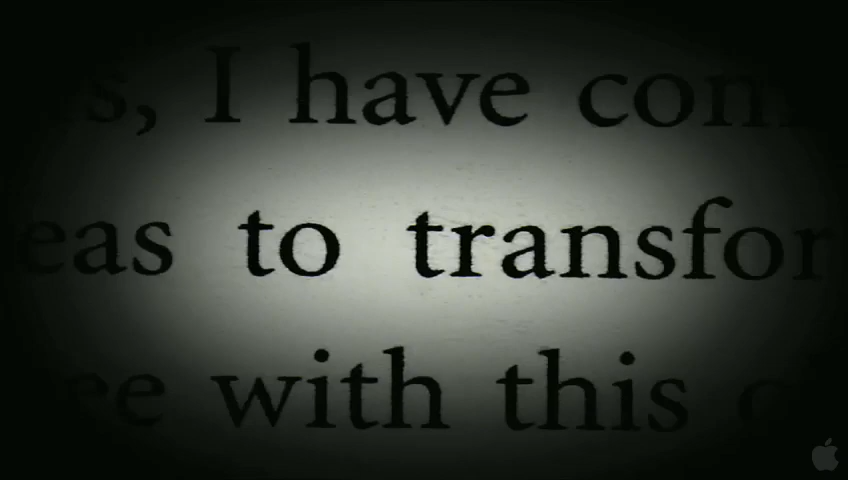 s, I have com
eas to transfor
ee with this